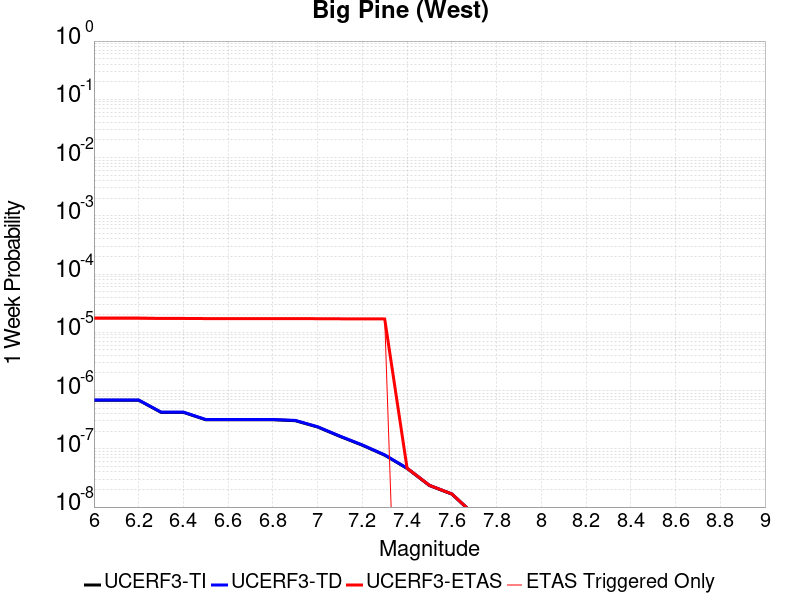 Big Pine (West)
10 0
10 -1
10 -2
10 -3
10 -4
10 -5
10 -6
10 -7
10 -8
1 Week Probability
6 6.2 6.4 6.6 6.8 7 7.2 7.4 7.6 7.8 8 8.2 8.4 8.6 8.8 9
Magnitude
UCERF3-TI UCERF3-TD UCERF3-ETAS ETAS Triggered Only